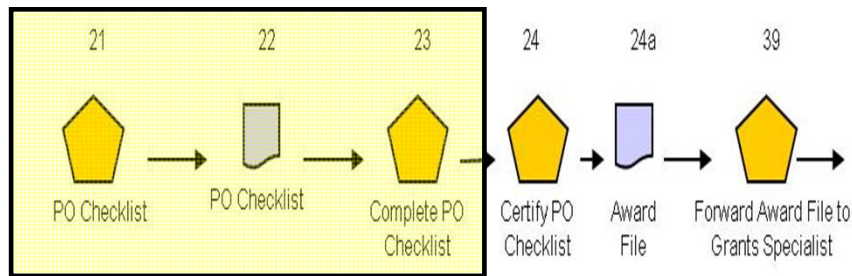 21 22 23 24 24a 39
PO Checklist
PO Checklist
Complete PO
Checklist
Certify PO
Checklist
Award
File
Forward Award File to
Grants Specialist